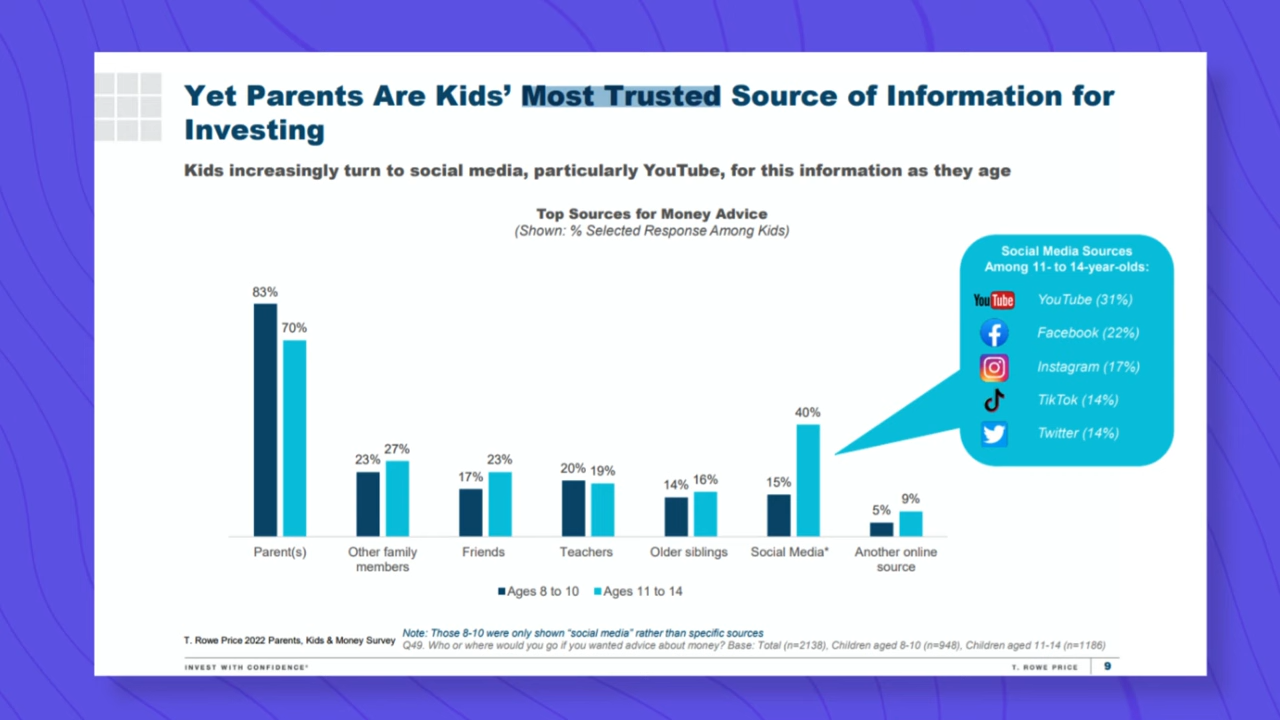 Yet Parents Are Kids’ Most Trusted Source of Information for
Investing
Kids increasingly turn to social media, particularly YouTube, for this information as they age
Top Sources for Money Advice
(Shown: % Selected Response Among Kids)
Social Media Sources
Among 11- to 14-year-olds:
YouTube YouTube (31%)
Facebook (22%)
Instagram (17%)
TikTok (14%)
Twitter (14%)
83%
70%
23%
27%
17%
23%
20%
19%
14%
16%
15%
40%
5%
9%
Parent(s)
Other family
members
Friends
Teachers
Older siblings
Social Media*
Another online
source
Ages 8 to 10
Ages 11 to 14
T. Rowe Price 2022 Parents, Kids & Money Survey
Note: Those 8-10 were only shown “social media” rather than specific sources
Q49. Who or where would you go if you wanted advice about money? Base: Total (n=2138), Children aged 8-10 (n=948), Children aged 11-14 (n=1186)
INVEST WITH CONFIDENCE®
T. ROWE PRICE
9